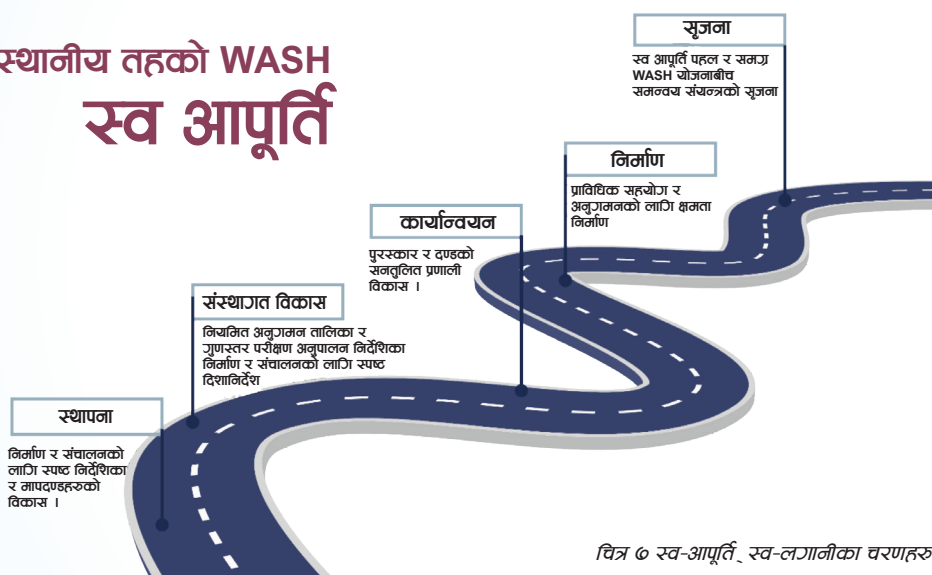 स्थानीय तहको WASH
स्व आपूर्ति
सृजना
स्व आपूर्ति पहल र समग्र
WASH योजनाबीच
समन्वय संयन्त्रको सृजना
निर्माण
प्राविधिक सहयोग र
अनुगमनको लागि क्षमता
निर्माण
कार्यान्वयन
पुरस्कार र दण्डको
सनतुलित प्रणाली
विकास ।
संस्थागत विकास
नियमित अनुगमन तालिका र
गुणस्तर परीक्षण अनुपालन निर्देशिका
निर्माण र संचालनको लागि स्पष्ट
दिशानिर्देश
स्थापना
निर्माण र संचालनको
लागि स्पष्ट निर्देशिका
र मापदण्डहरुको
विकास ।
चित्र ७ स्व-आपूर्ति_स्व-लगानीका चरणहरु